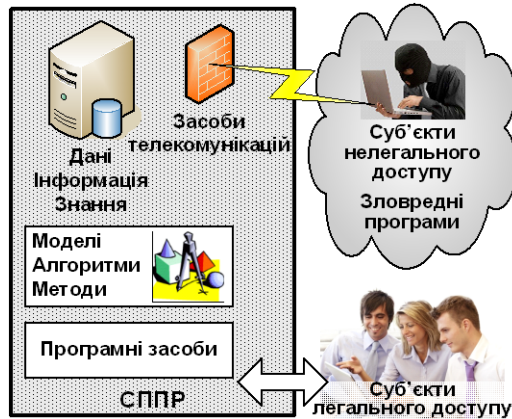 Дані
Інформація
Знання
Засоби
телекомунікацій
Моделі
Алгоритми
Методи
Програмні засоби
СППР
Суб’єкти
нелегального
доступу
Зловредні
програми
Суб’єкти
легального доступу